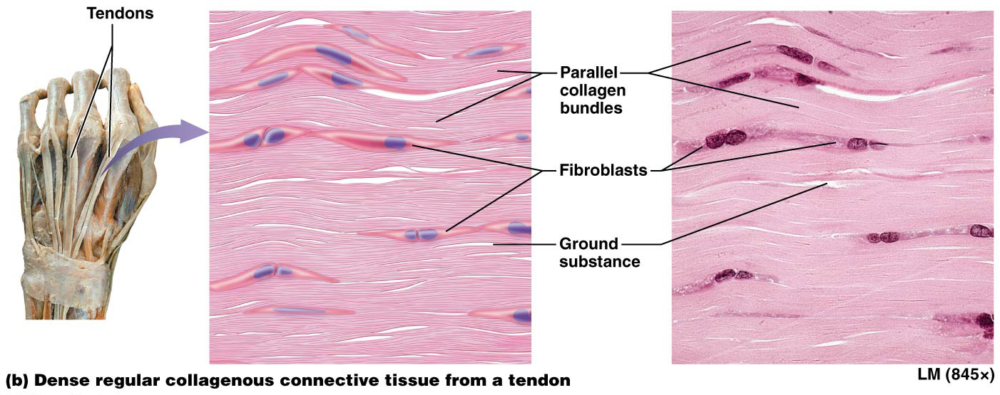 Tendons
Parallel
collagen
bundles
Fibroblasts
Ground
substance
(b) Dense regular collagenous connective tissue from a tendon
LM (845×)